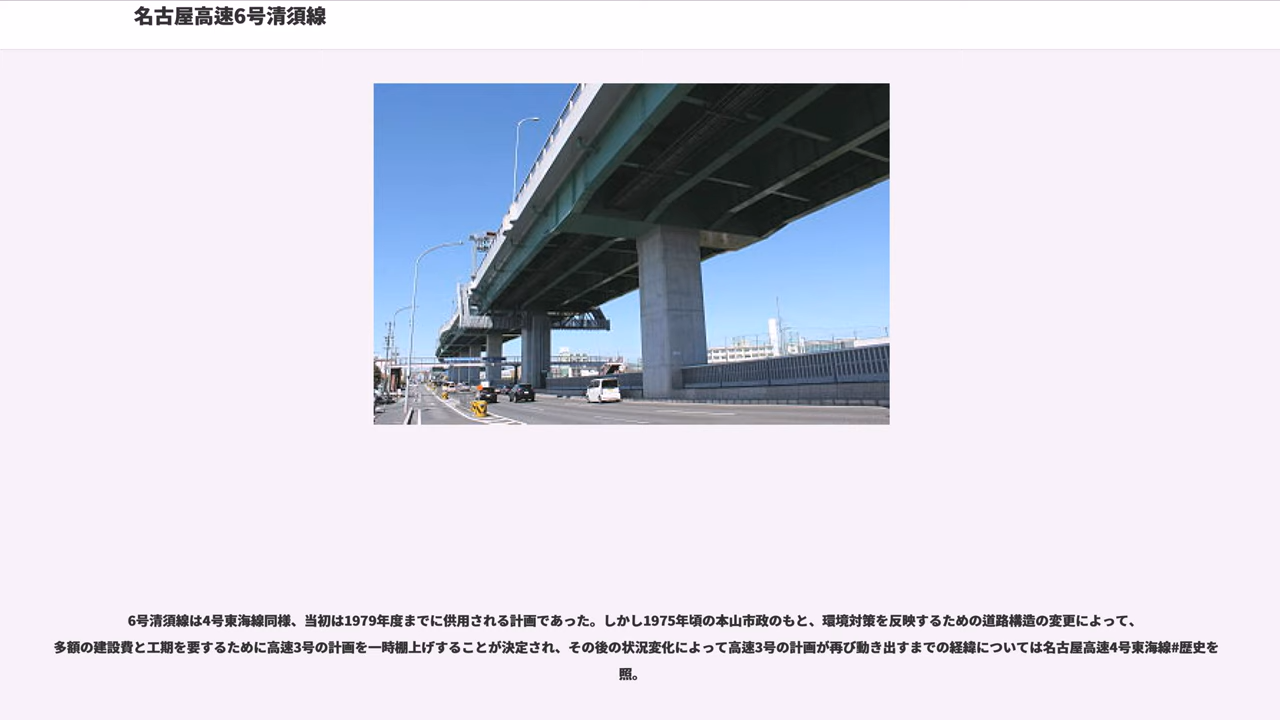 名古屋高速6号清須線
6号清須線は4号東海線同様、当初は1979年度までに供用される計画であった。しかし1975年頃の本山市政のもと、環境対策を反映するための道路構造の変更によって、
多額の建設費と工期を要するために高速3号の計画を一時棚上げすることが決定され、その後の状況変化によって高速3号の計画が再び動き出すまでの経緯については名古屋高速4号東海線#歴史を
照。